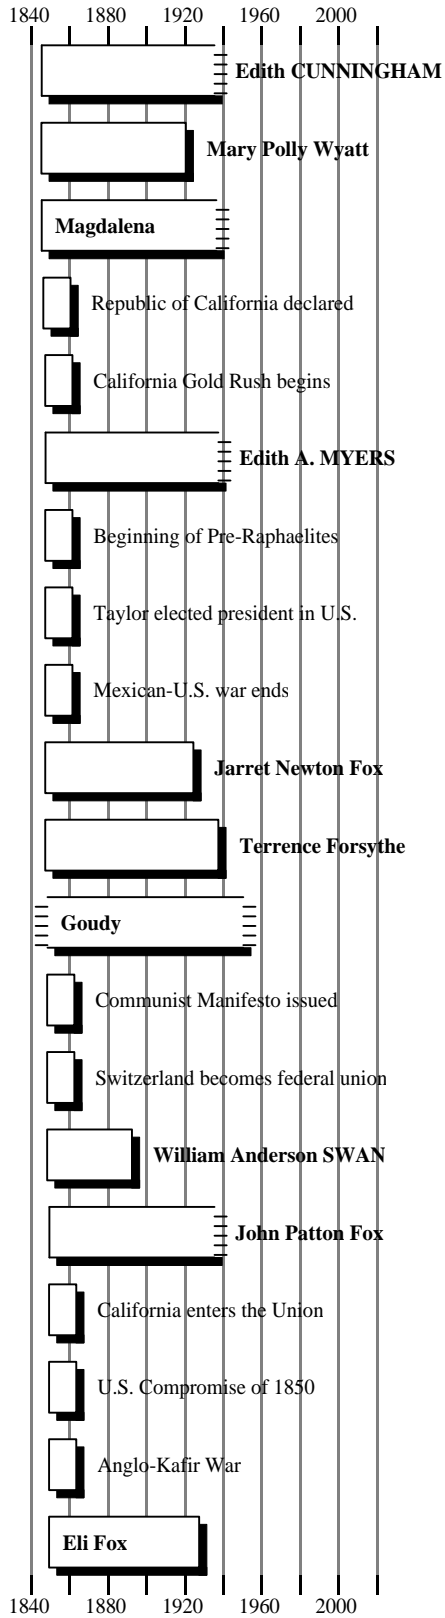 1840 1880 1920 1960 2000
Edith CUNNINGHAM
Mary Polly Wyatt
Magdalena
Republic of California declared
California Gold Rush begins
Edith A. MYERS
Beginning of Pre-Raphaelites
Taylor elected president in U.S.
Mexican-U.S. war ends
Jarret Newton Fox
Terrence Forsythe
Goudy
Communist Manifesto issued
Switzerland becomes federal union
William Anderson SWAN
John Patton Fox
California enters the Union
U.S. Compromise of 1850
Anglo-Kafir War
Eli Fox
1840 1880 1920 1960 2000